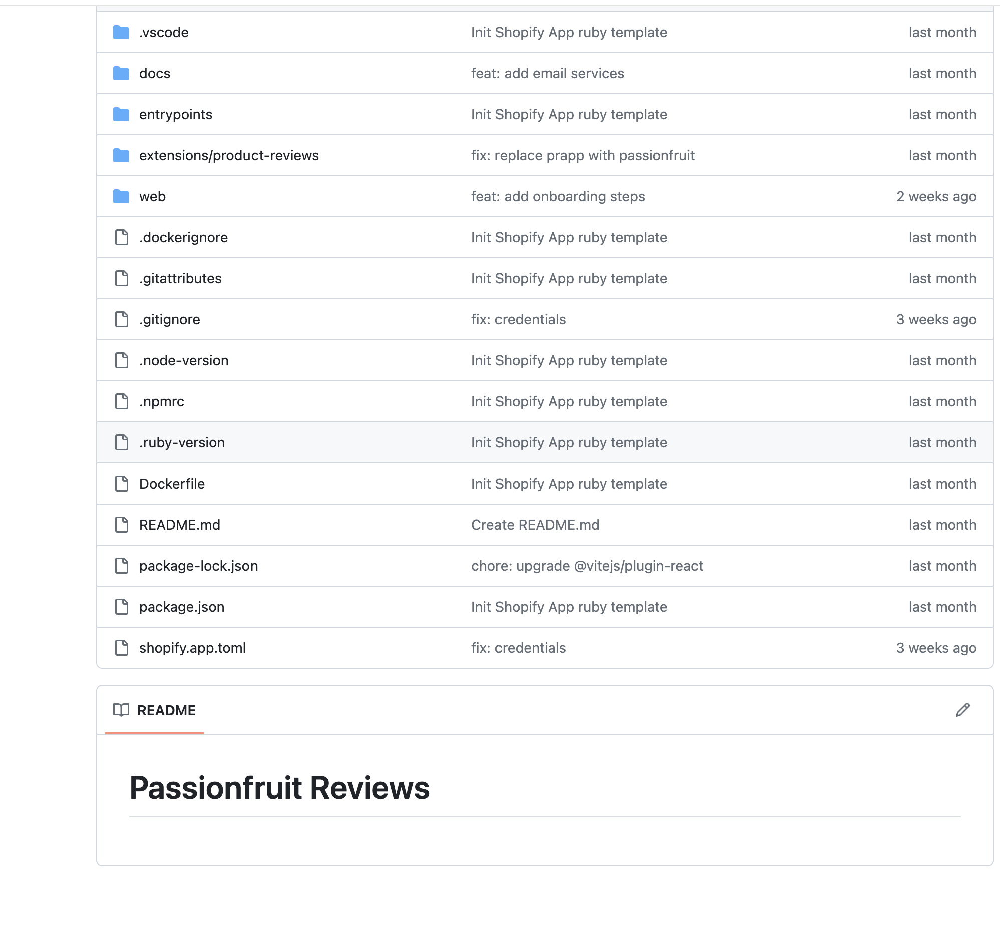 .vscode Init Shopify App ruby template last month
docs feat: add email services last month
entrypoints Init Shopify App ruby template last month
extensions/product-reviews fix: replace prapp with passionfruit last month
web feat: add onboarding steps 2 weeks ago
.dockerignore Init Shopify App ruby template last month
.gitattributes Init Shopify App ruby template last month
.gitignore fix: credentials 3 weeks ago
.node-version Init Shopify App ruby template last month
.npmrc Init Shopify App ruby template last month
.ruby-version Init Shopify App ruby template last month
Dockerfile Init Shopify App ruby template last month
README.md Create README.md last month
package-lock.json chore: upgrade @vitejs/plugin-react last month
package.json Init Shopify App ruby template last month
shopify.app.toml fix: credentials 3 weeks ago
README
Passionfruit Reviews